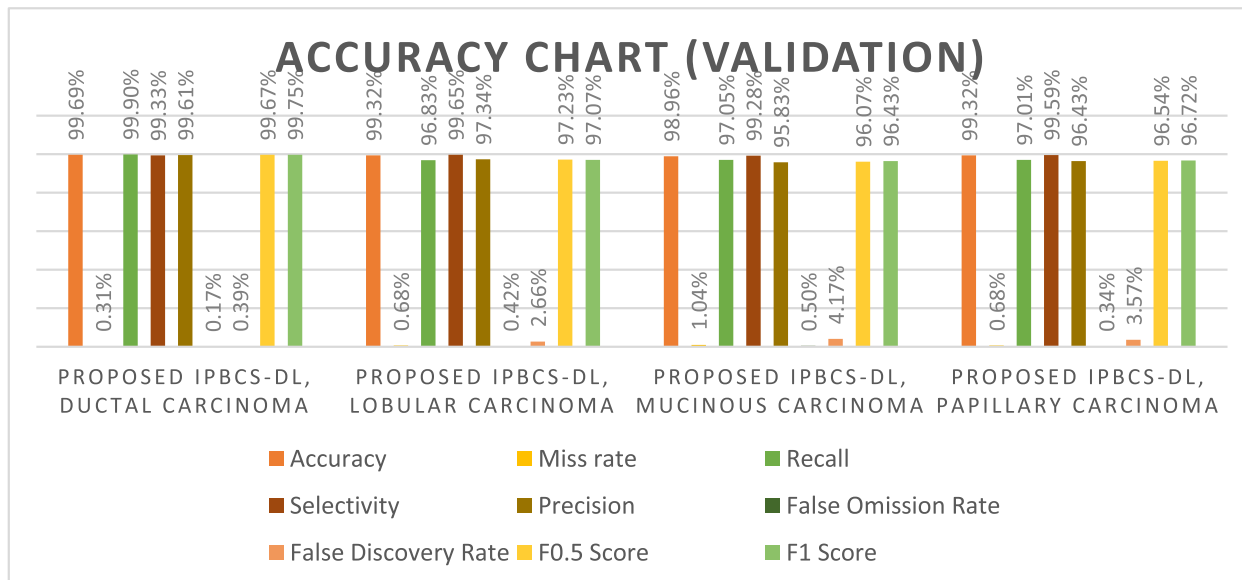 ACCURACY CHART (VALIDATION)
99.69%
0.31%
99.90%
99.33%
99.61%
0.17%
0.39%
99.67%
99.75%
99.32%
0.68%
96.83%
99.65%
97.34%
0.42%
2.66%
97.23%
97.07%
98.96%
1.04%
97.05%
99.28%
95.83%
0.50%
4.17%
96.07%
96.43%
99.32%
0.68%
97.01%
99.59%
96.43%
0.34%
3.57%
96.54%
96.72%
PROPOSED IPBCS-DL,
DUCTAL CARCINOMA
PROPOSED IPBCS-DL,
LOBULAR CARCINOMA
PROPOSED IPBCS-DL,
MUCINOUS CARCINOMA
PROPOSED IPBCS-DL,
PAPILLARY CARCINOMA
Accuracy
Miss rate
Recall
Selectivity
Precision
False Omission Rate
False Discovery Rate
F0.5 Score
F1 Score